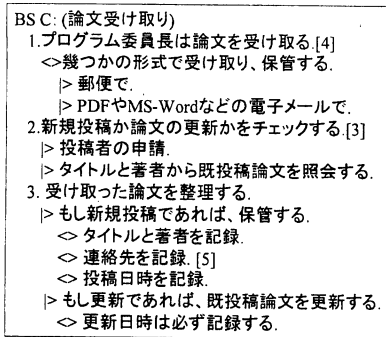 BS C: (論文受け取り)
1.プログラム委員長は論文を受け取る.[4]
<>幾つかの形式で受け取り、保管する.
|> 郵便で.
|> PDFやMS-Wordなどの電子メールで.
2.新規投稿か論文の更新かをチェックする.[3]
|> 投稿者の申請.
|> タイトルと著者から既投稿論文を照会する.
3. 受け取った論文を整理する.
|> もし新規投稿であれば、保管する.
<> タイトルと著者を記録.
<> 連絡先を記録. [5]
<> 投稿日時を記録.
|> もし更新であれば、既投稿論文を更新する.
<> 更新日時は必ず記録する.